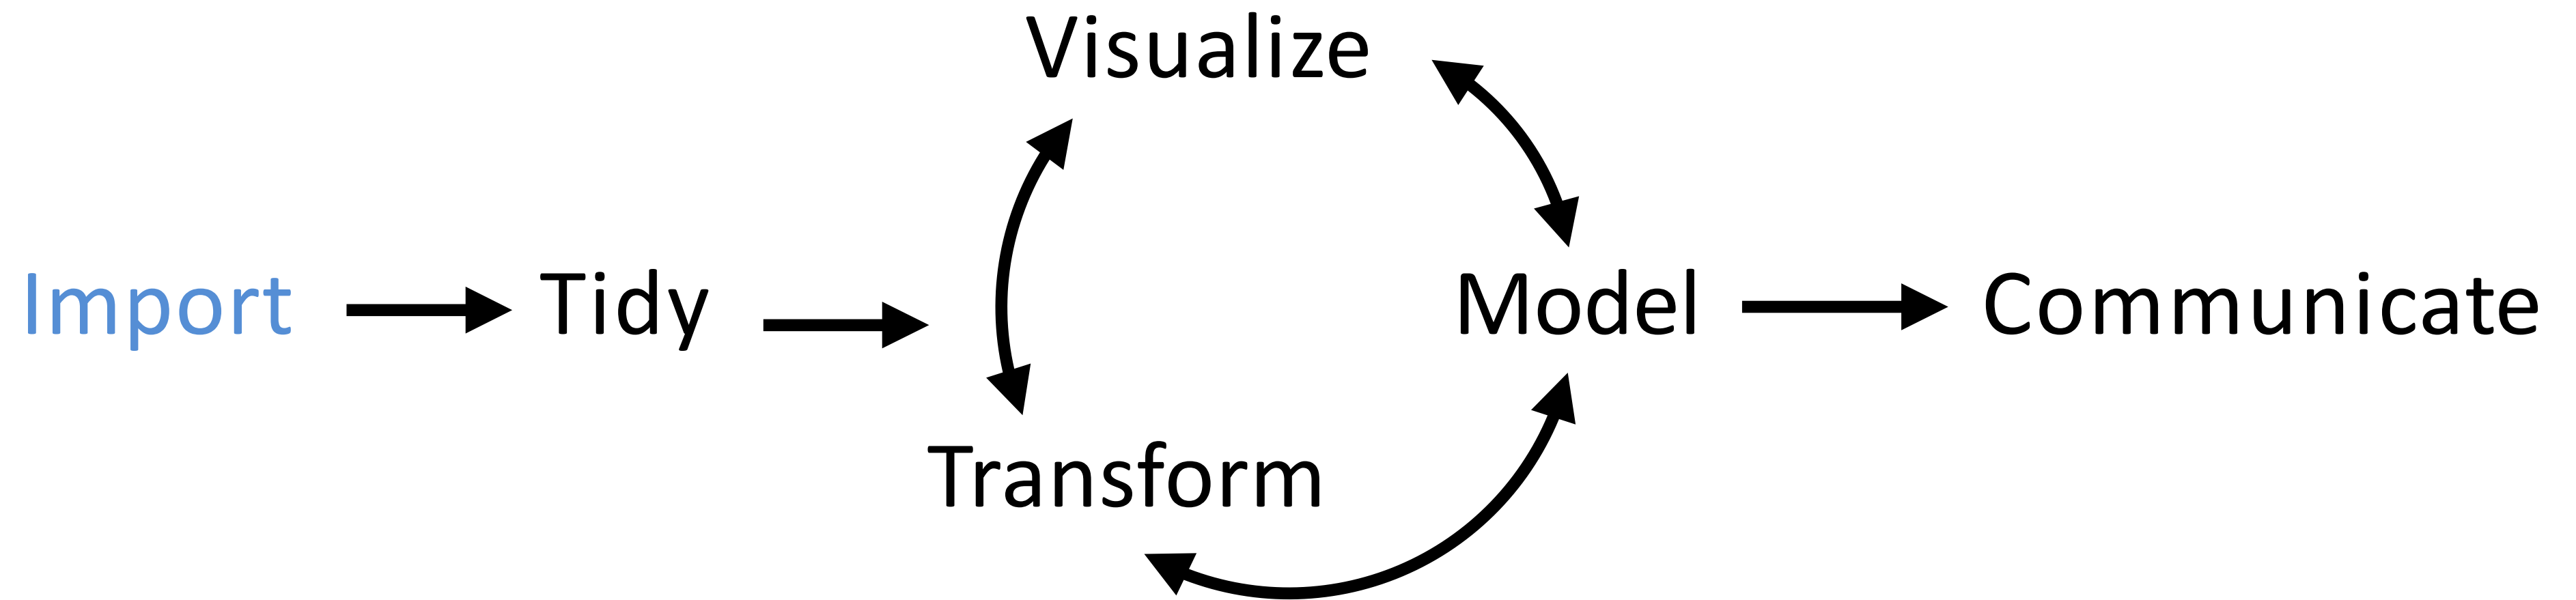 Visualize
Import
Tidy
Model
Communicate
Transform